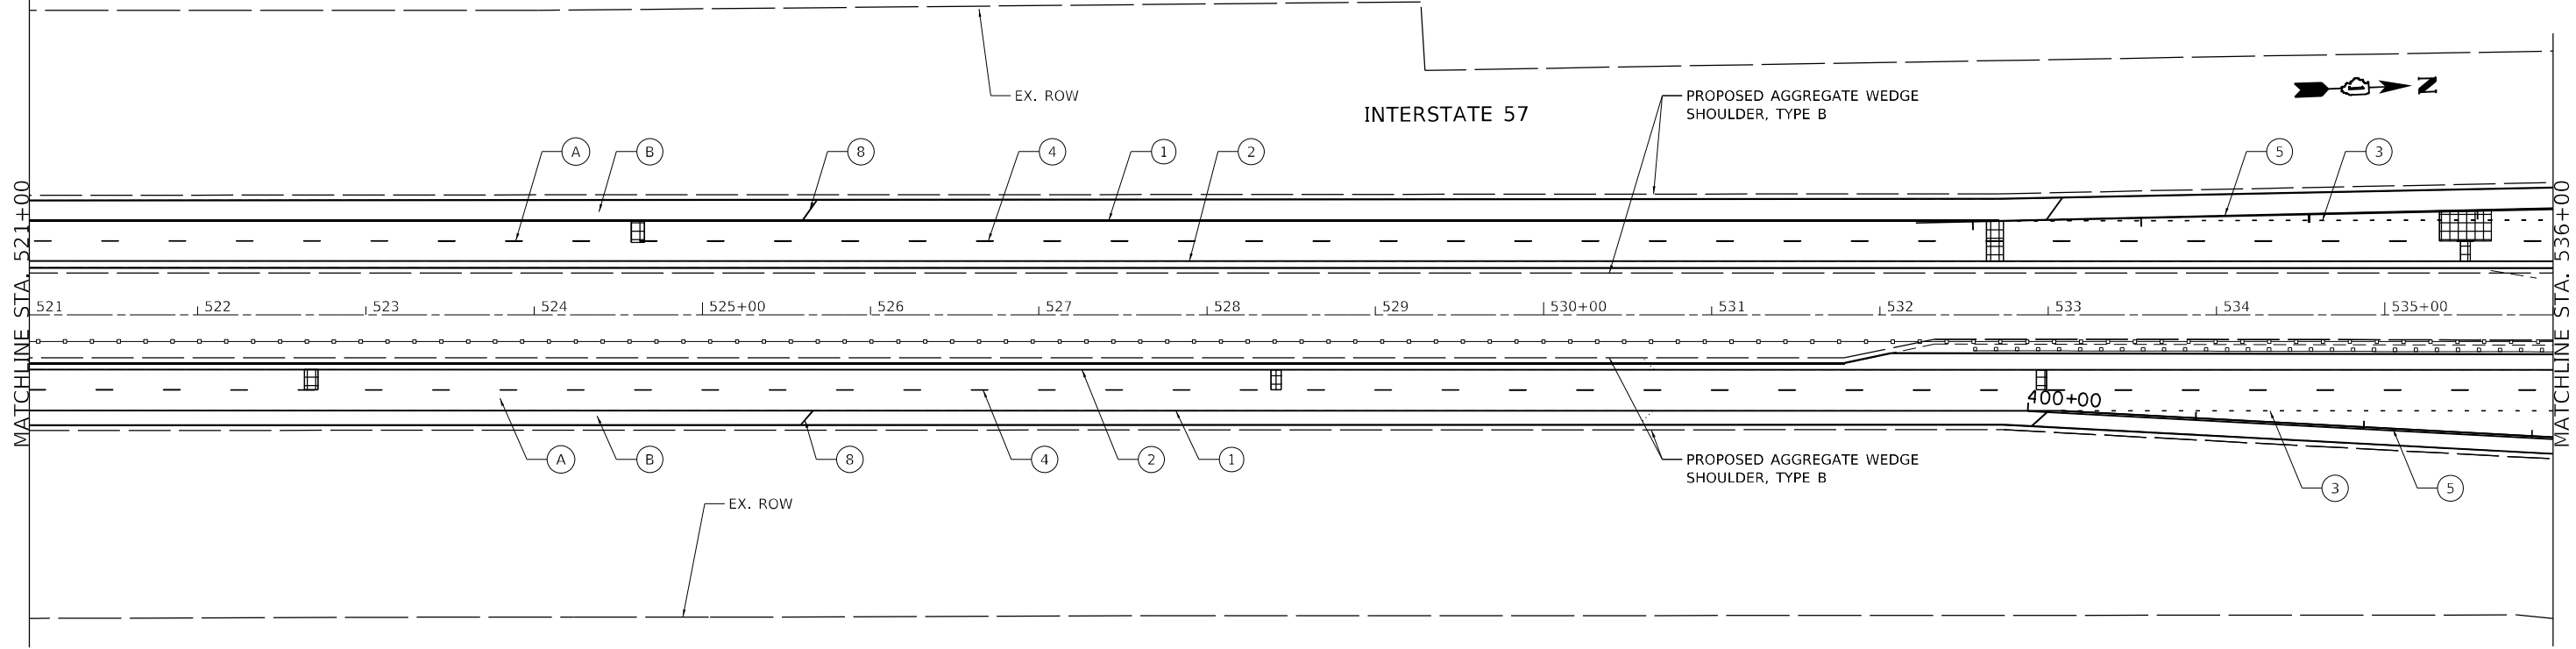 EX. ROW
INTERSTATE 57
PROPOSED AGGREGATE WEDGE
SHOULDER, TYPE B
N
A
B
8
4
1
2
5
3
MATCHLINE STA. 521+00
MATCHLINE STA. 536+00
521
522
523
524
525+00
526
527
528
529
530+00
531
532
533
534
535+00
400+00
A
B
8
4
2
1
PROPOSED AGGREGATE WEDGE
SHOULDER, TYPE B
3
5
EX. ROW